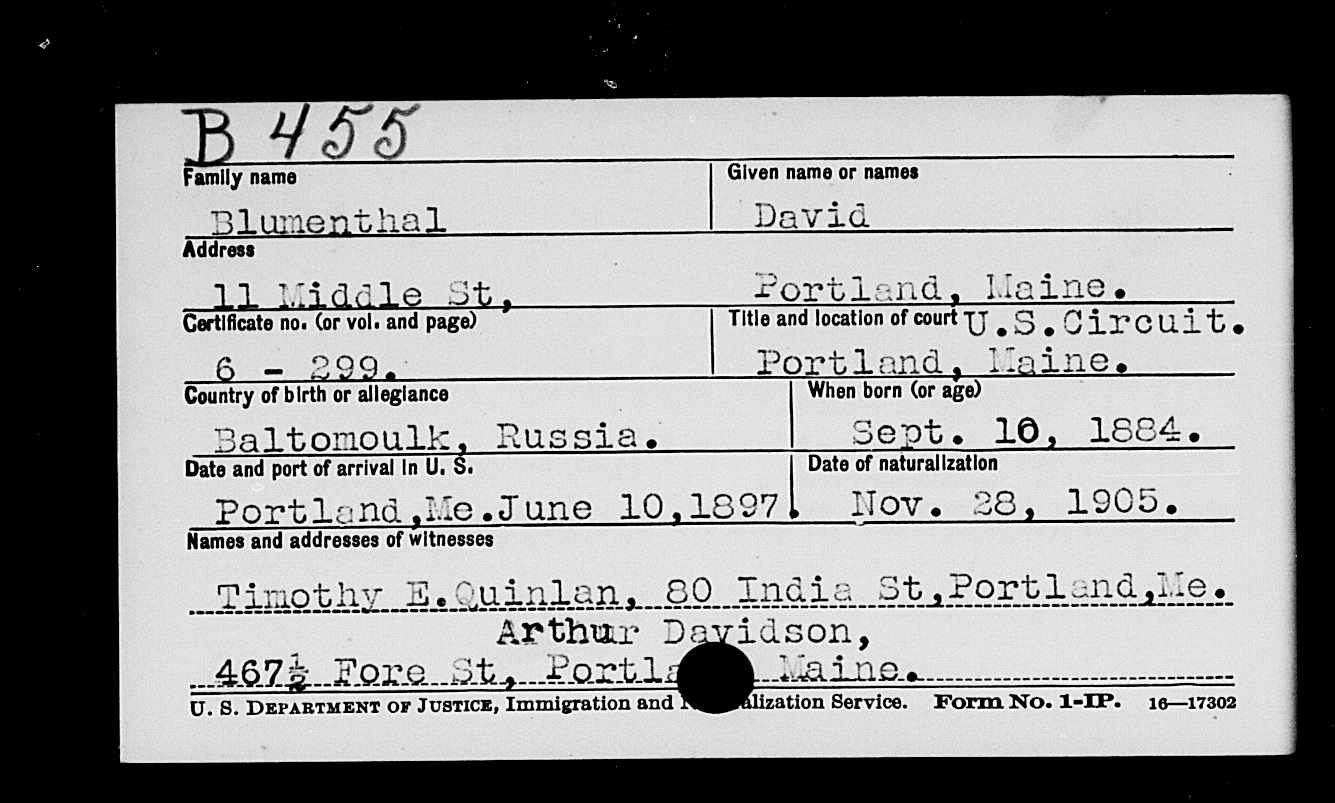 B 455
Family name Given name or names
Blumenthal David
Address
11 Middle St, Portland, Maine.
Certificate no. (or vol. and page) Title and location of court U.S.Circuit.
6 - 299. Portland, Maine.
Country of birth or allegiance When born (or age)
Baltomoulk, Russia. Sept. 10, 1884.
Date and port of arrival in U. S. Date of naturalization
Portland,Me.June 10,1897. Nov. 28, 1905.
Names and addresses of witnesses
Timothy E.Quinlan, 80 India St,Portland,Me.
Arthur Davidson,
467½ Fore St, Portla Maine.
U. S. DEPARTMENT OF JUSTICE, Immigration and N alization Service. Form No. 1-IP. 16—17302